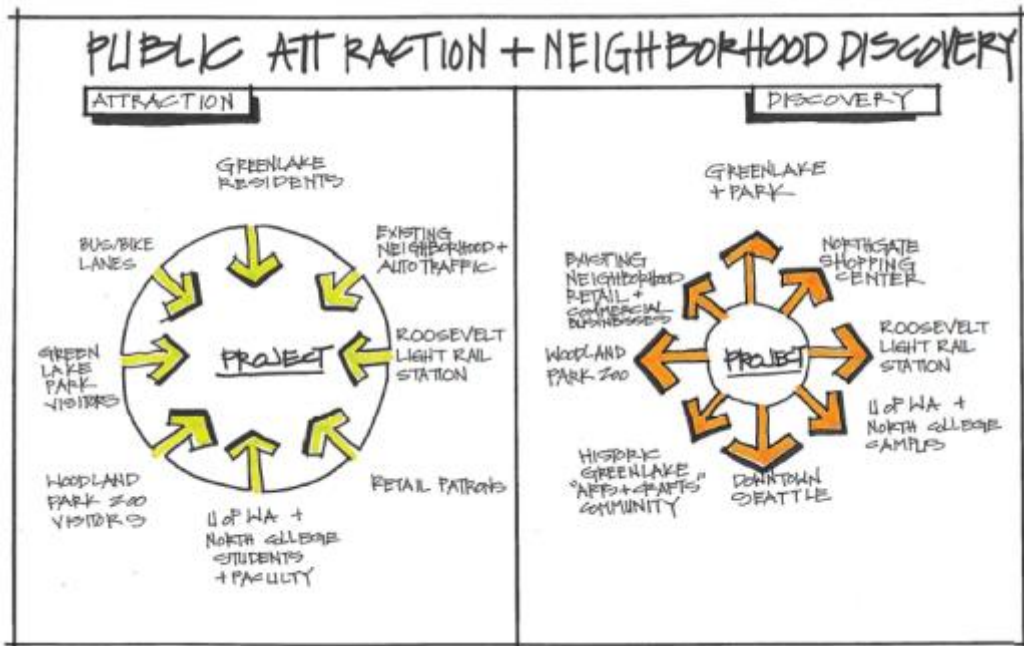 PUBLIC ATTRACTION + NEIGHBORHOOD DISCOVERY
ATTRACTION
GREENLAKE
RESIDENTS
BUS/BIKE
LANES
EXISTING
NEIGHBORHOOD +
AUTO TRAFFIC
GREEN
LAKE
PARK
VISITORS
PROJECT
ROOSEVELT
LIGHT RAIL
STATION
WOODLAND
PARK ZOO
VISITORS
U OF WA +
NORTH COLLEGE
STUDENTS
+ FACULTY
RETAIL PATRONS
DISCOVERY
GREENLAKE
+ PARK
EXISTING
NEIGHBORHOOD
RETAIL +
COMMERCIAL
BUSINESSES
NORTHGATE
SHOPPING
CENTER
WOODLAND
PARK ZOO
PROJECT
ROOSEVELT
LIGHT RAIL
STATION
HISTORIC
GREENLAKE
"ARTS + CRAFTS"
COMMUNITY
DOWNTOWN
SEATTLE
U OF WA +
NORTH COLLEGE
CAMPUS